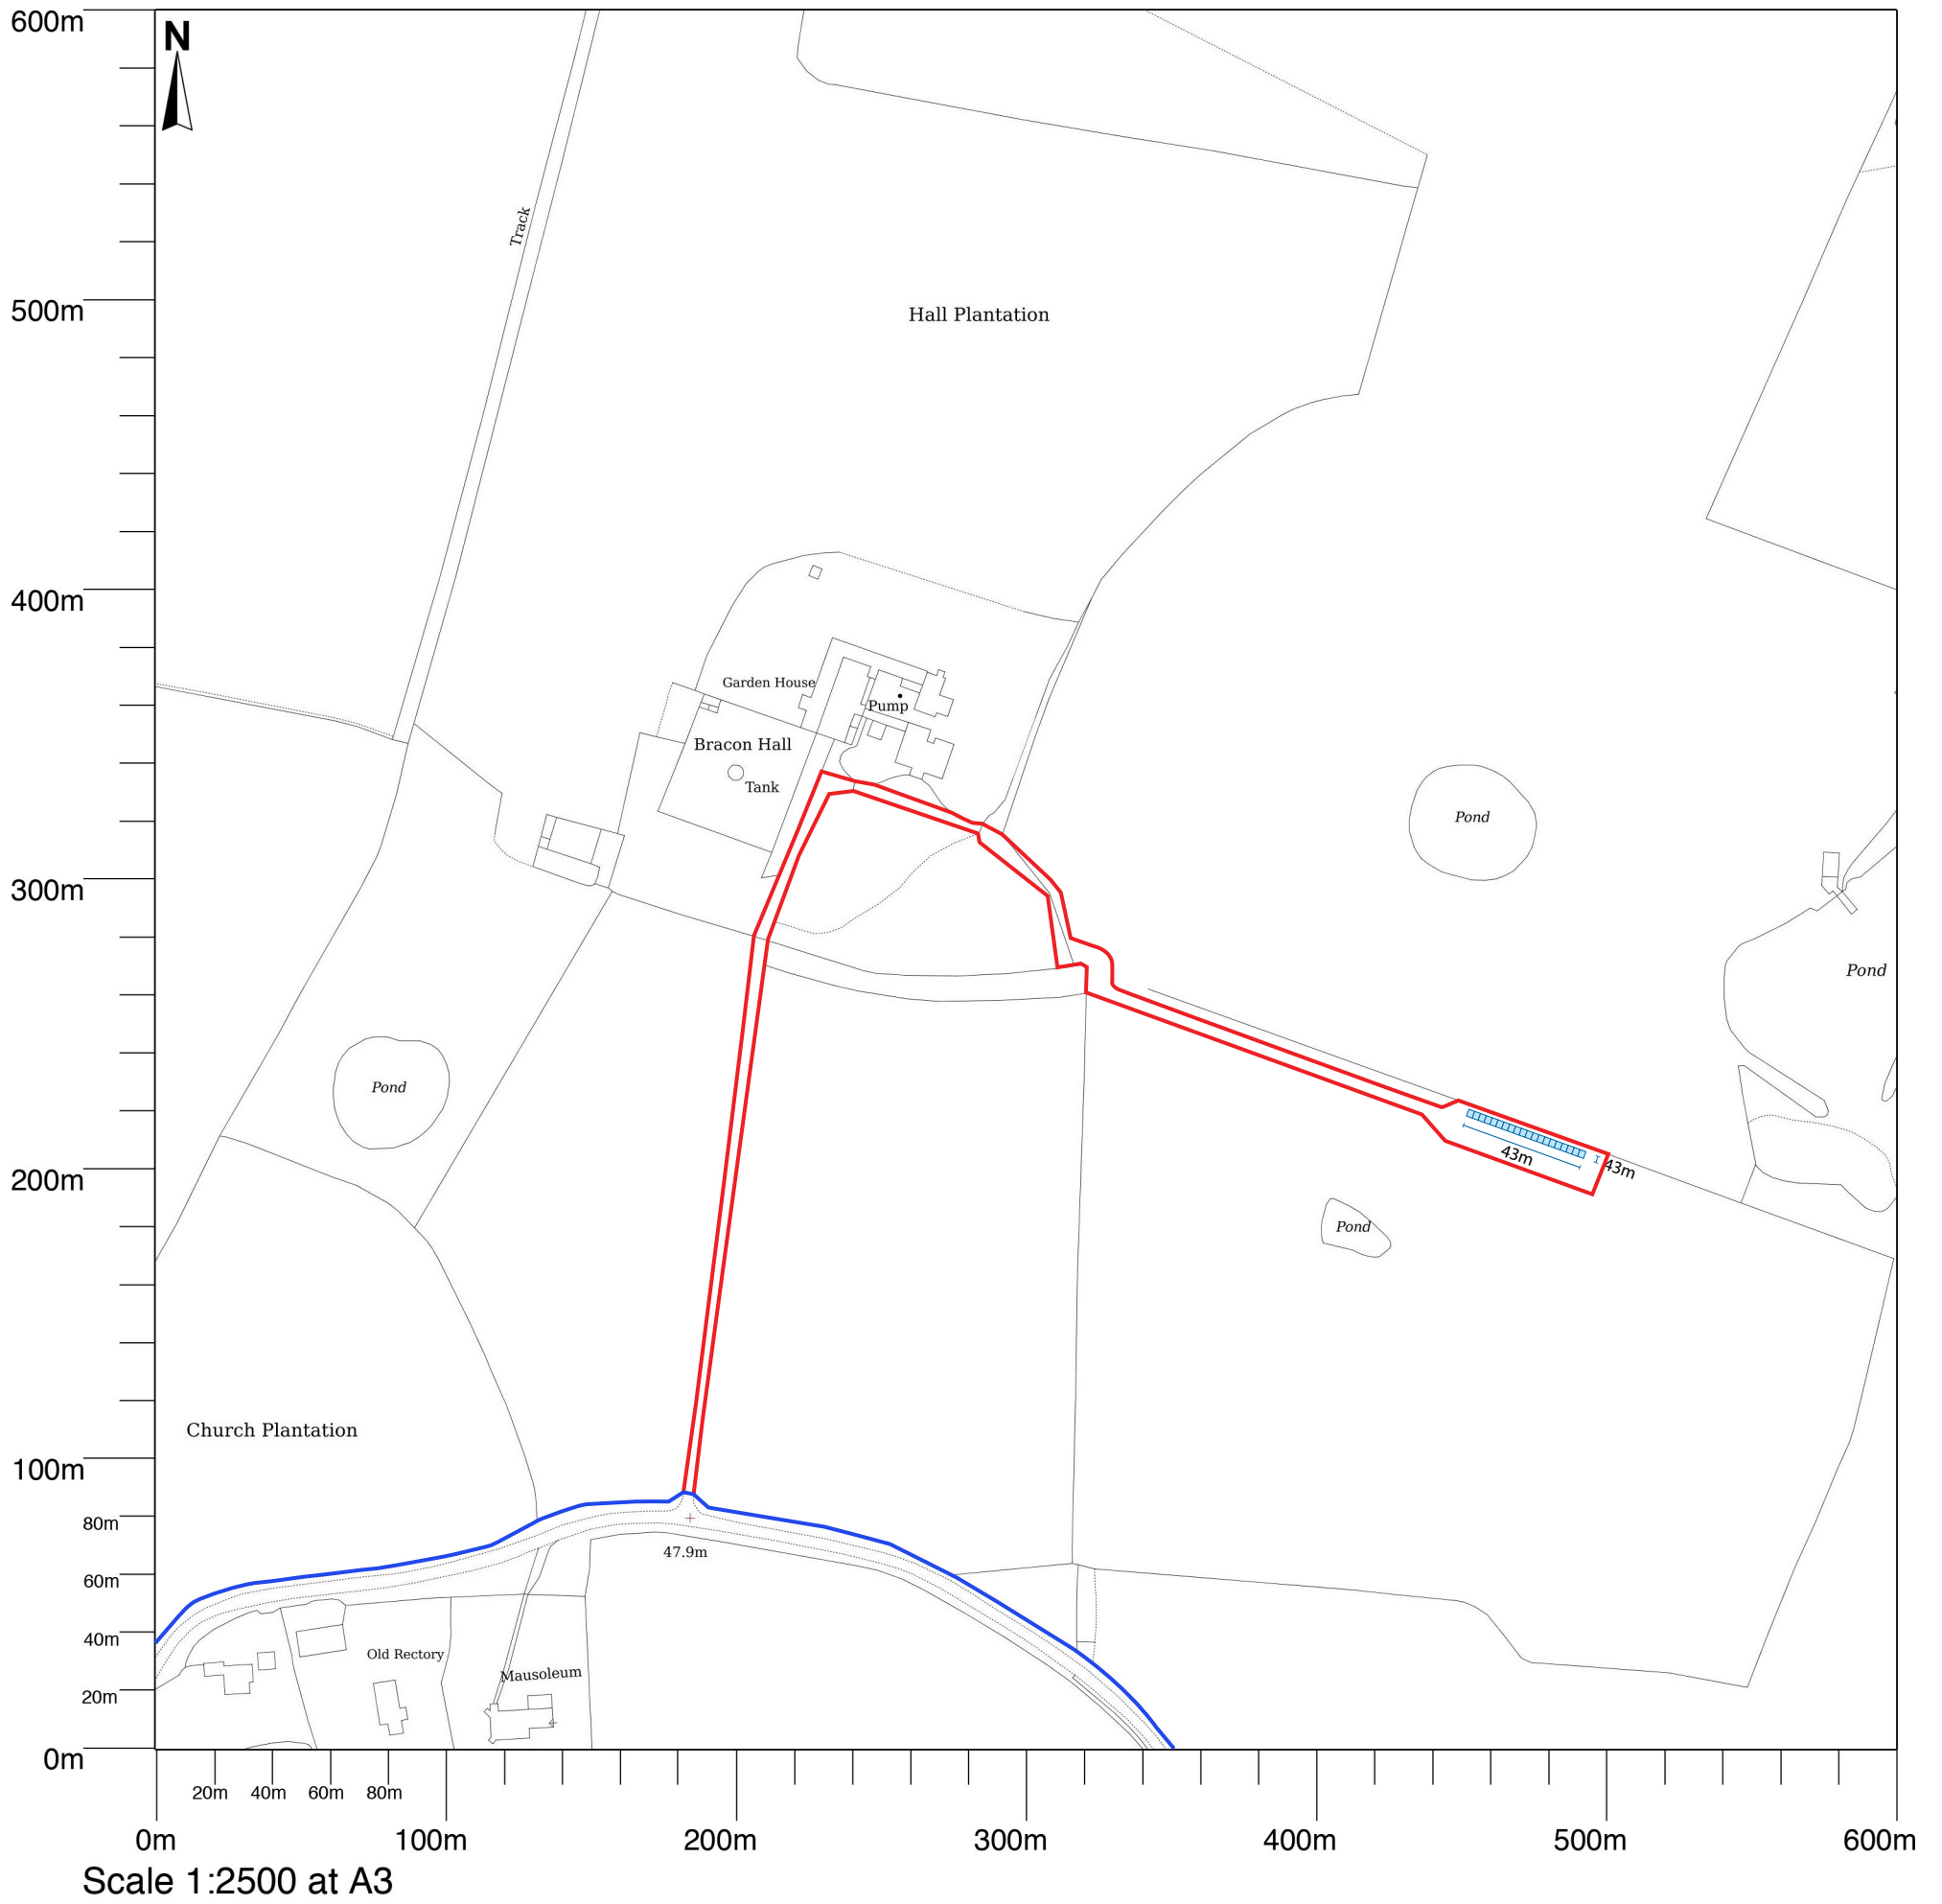 600m
N
Track
500m
Hall Plantation
400m
Garden House
Pump
Bracon Hall
Tank
Pond
300m
Pond
Pond
200m
43m
43m
Pond
Church Plantation
100m
80m
47.9m
60m
40m
Old Rectory
Mausoleum
20m
0m
20m 40m 60m 80m
0m 100m 200m 300m 400m 500m 600m
Scale 1:2500 at A3